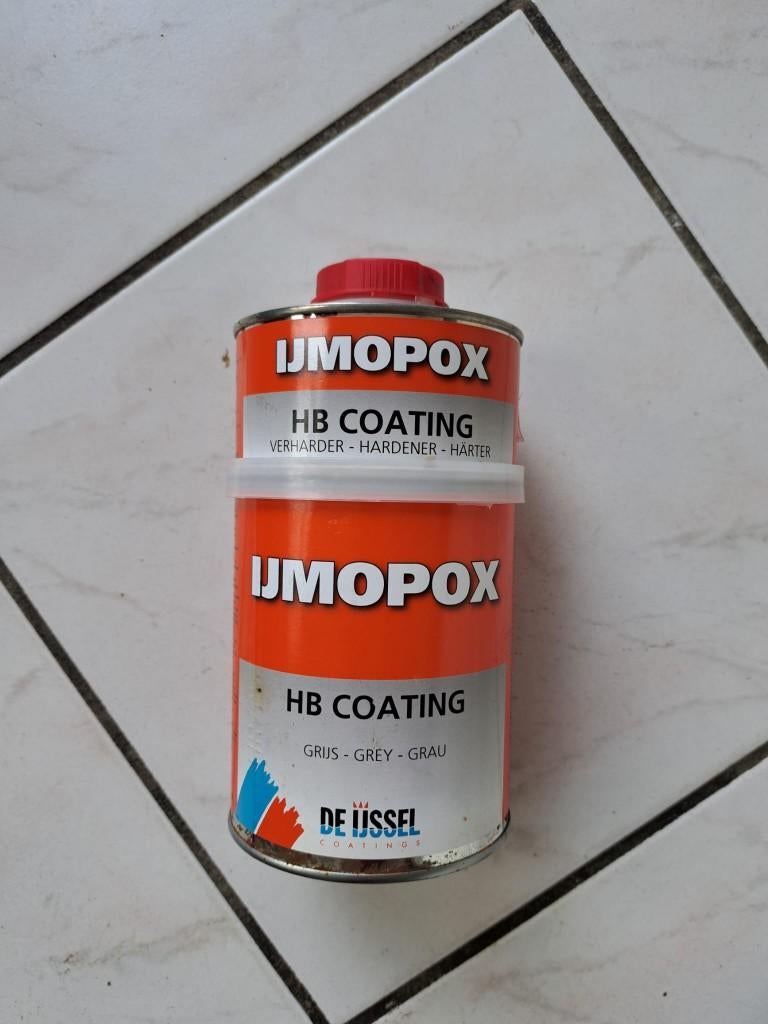 IJMOPOX
HB COATING
VERHARDER - HARDENER - HÄRTER
IJMOPOX
HB COATING
GRIJS - GREY - GRAU
DE IJSSEL
COATINGS